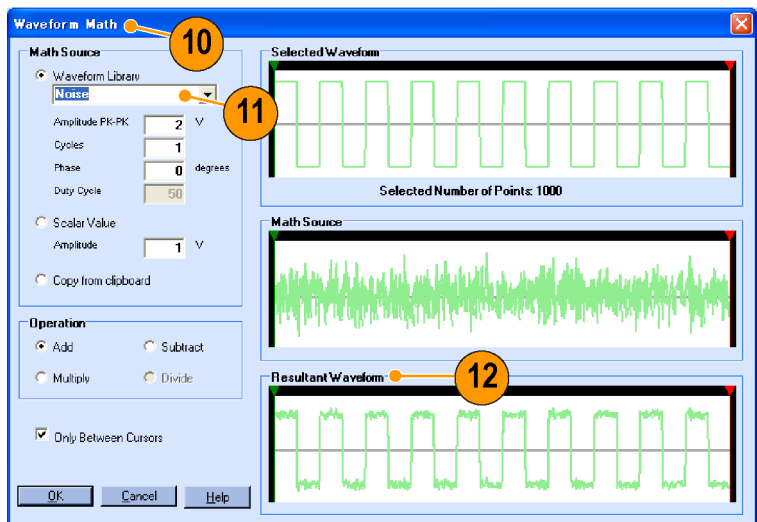 Waveform Math
10
Math Source
Waveform Library
Noise
11
Amplitude PK-PK 2 V
Cycles 1
Phase 0 degrees
Duty Cycle 50
Scalar Value
Amplitude 1 V
Copy from clipboard
Operation
Add Subtract
Multiply Divide
Only Between Cursors
OK Cancel Help
Selected Waveform
Selected Number of Points: 1000
Math Source
Resultant Waveform
12